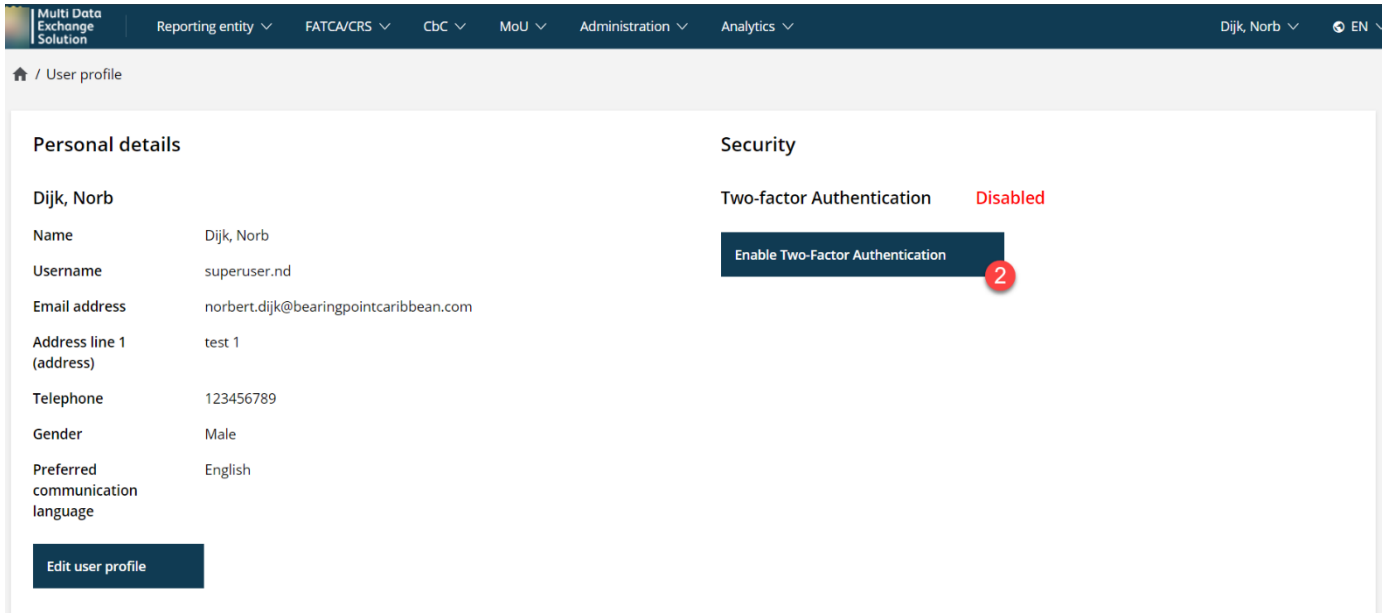 Multi Data
Exchange
Solution
Reporting entity
FATCA/CRS
CbC
MoU
Administration
Analytics
Dijk, Norb
EN
/ User profile
Personal details
Dijk, Norb
Name Dijk, Norb
Username superuser.nd
Email address norbert.dijk@bearingpointcaribbean.com
Address line 1 test 1
(address)
Telephone 123456789
Gender Male
Preferred English
communication
language
Edit user profile
Security
Two-factor Authentication Disabled
Enable Two-Factor Authentication
2